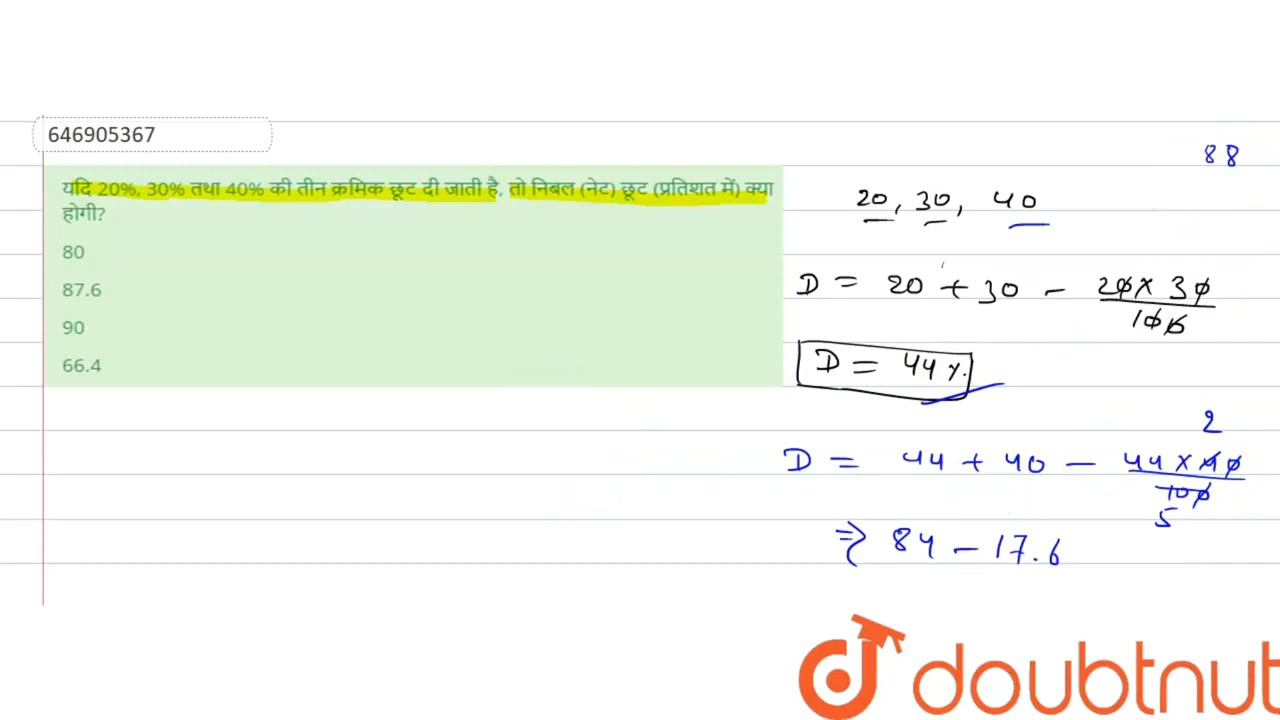 646905367
यदि 20%, 30% तथा 40% की तीन क्रमिक छूट दी जाती है, तो निबल (नेट) छूट (प्रतिशत में) क्या
होगी?
80
87.6
90
66.4
88
20, 30, 40
D = 20 + 30 - 20 × 30 / 100
D = 44 %.
2
D = 44 + 40 - 44 × 40 / 100
5
⇒ 84 - 17.6
doubtnut